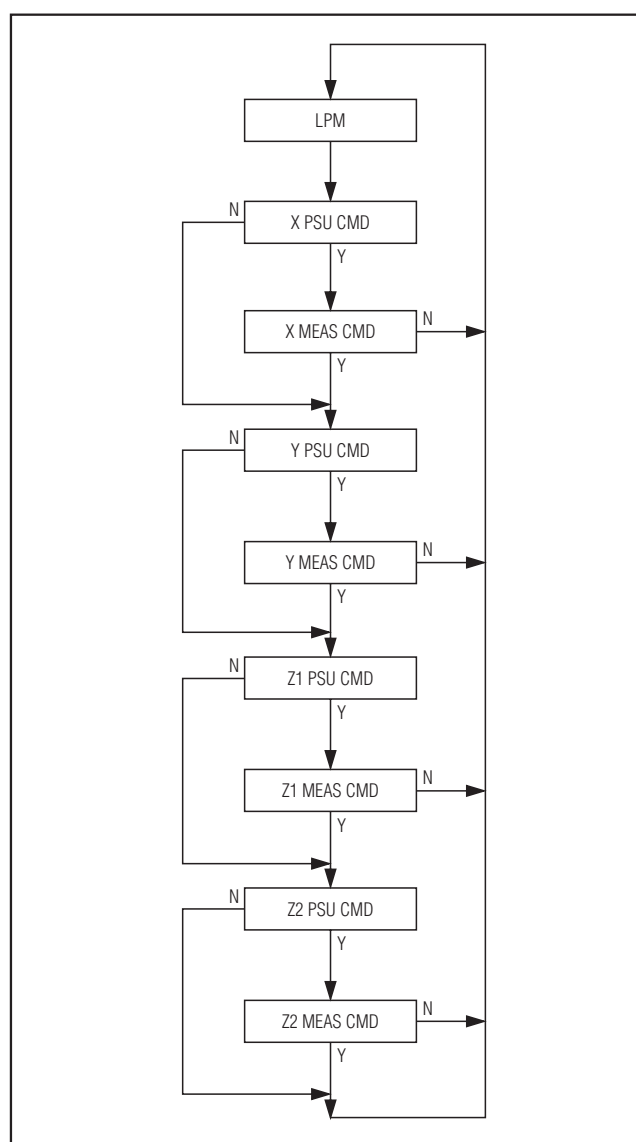 LPM
N
X PSU CMD
Y
X MEAS CMD
N
Y
N
Y PSU CMD
Y
Y MEAS CMD
N
Y
N
Z1 PSU CMD
Y
Z1 MEAS CMD
N
Y
N
Z2 PSU CMD
Y
Z2 MEAS CMD
N
Y